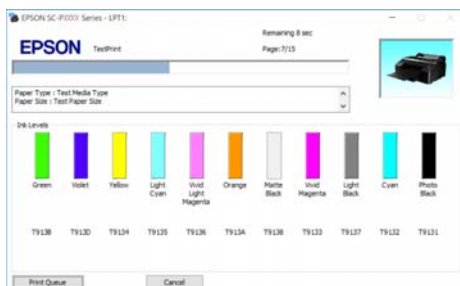 EPSON SC-PXXXX Series - LPT1:
EPSON
TestPrint
Remaining 8 sec
Page:7/15
Paper Type : Test Media Type
Paper Size : Test Paper Size
Ink Levels
Green Violet Yellow Light Cyan Vivid Light Magenta Orange Matte Black Vivid Magenta Light Black Cyan Photo Black
T913B T913D T9134 T9135 T9136 T913A T9138 T9133 T9137 T9132 T9131
Print Queue Cancel